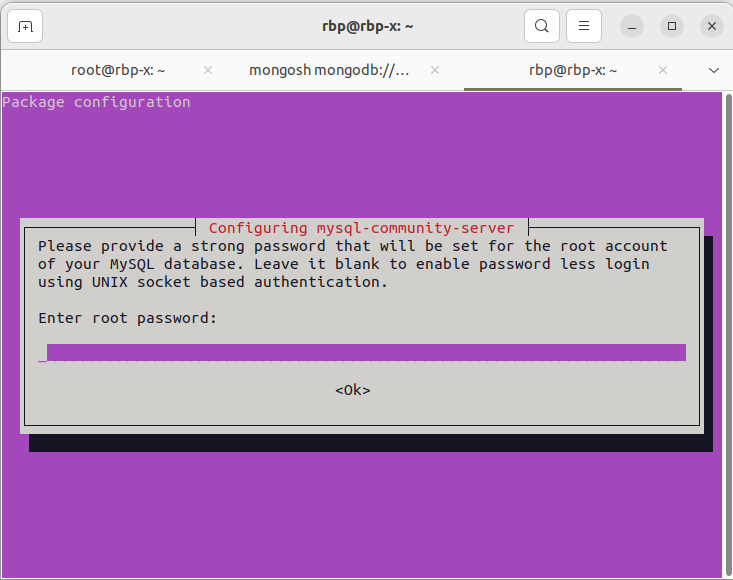 rbp@rbp-x: ~
root@rbp-x: ~
mongosh mongodb://...
rbp@rbp-x: ~
Package configuration
Configuring mysql-community-server
Please provide a strong password that will be set for the root account
of your MySQL database. Leave it blank to enable password less login
using UNIX socket based authentication.
Enter root password:
<Ok>